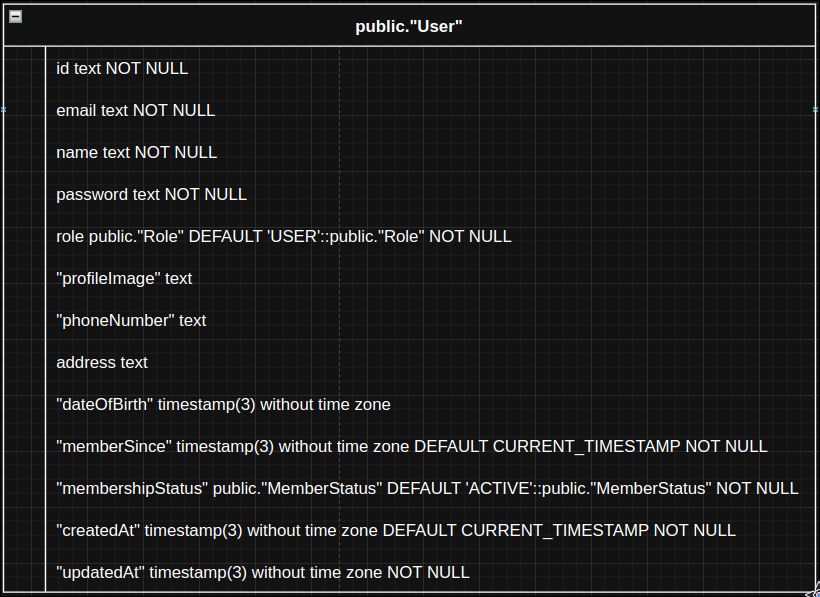 public."User"
id text NOT NULL
email text NOT NULL
name text NOT NULL
password text NOT NULL
role public."Role" DEFAULT 'USER'::public."Role" NOT NULL
"profileImage" text
"phoneNumber" text
address text
"dateOfBirth" timestamp(3) without time zone
"memberSince" timestamp(3) without time zone DEFAULT CURRENT_TIMESTAMP NOT NULL
"membershipStatus" public."MemberStatus" DEFAULT 'ACTIVE'::public."MemberStatus" NOT NULL
"createdAt" timestamp(3) without time zone DEFAULT CURRENT_TIMESTAMP NOT NULL
"updatedAt" timestamp(3) without time zone NOT NULL